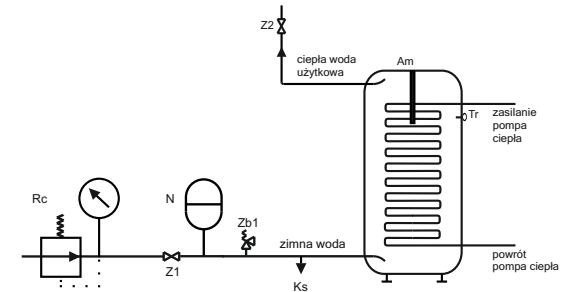 Z2
ciepła woda
użytkowa
Am
Tr
zasilanie
pompa
ciepła
Rc
N
Zb1
zimna woda
Z1
Ks
powrót
pompa ciepła